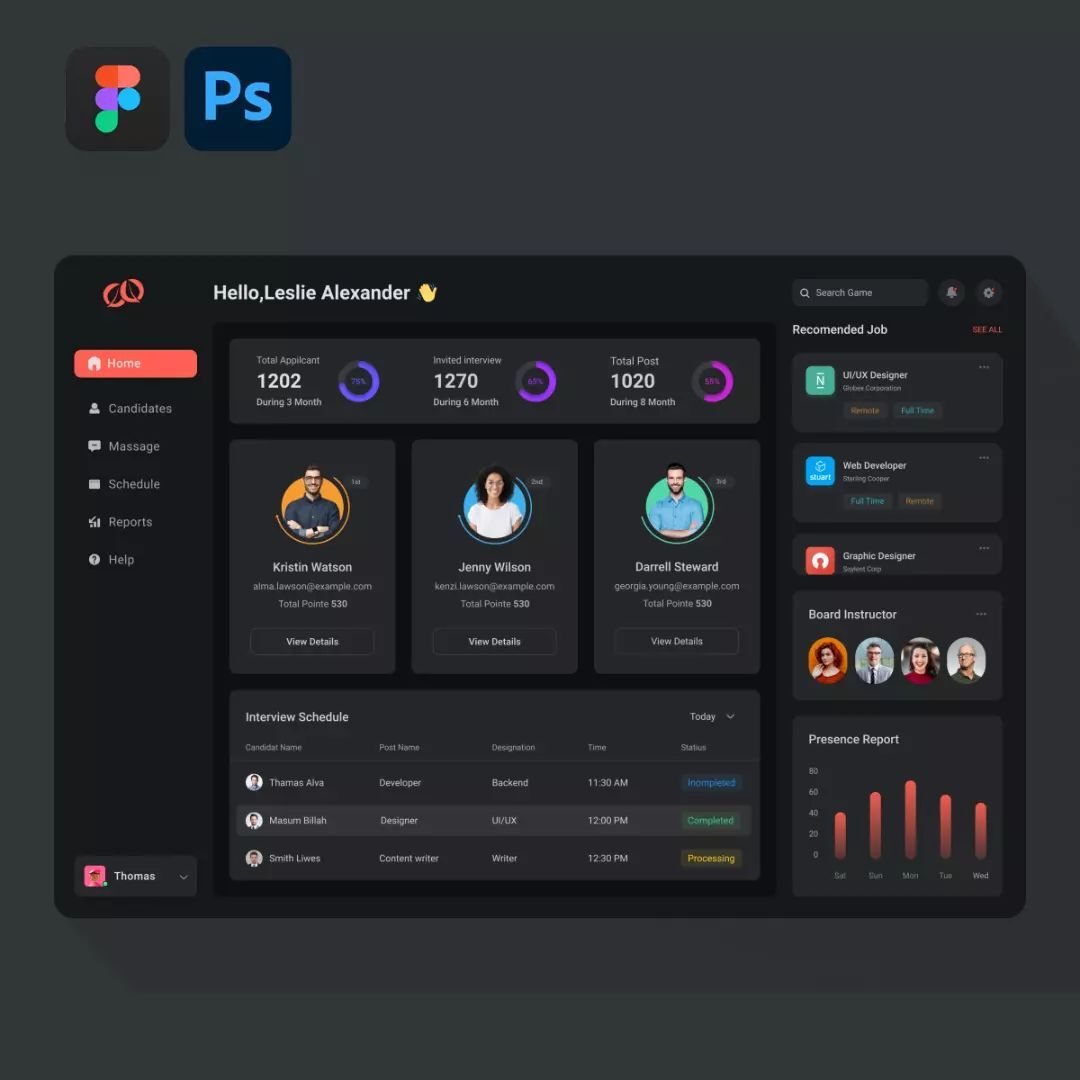 Ps
Hello,Leslie Alexander
Search Game
Home
Candidates
Massage
Schedule
Reports
Help
Thomas
Total Appilcant
1202
During 3 Month
75%
Invited interview
1270
During 6 Month
65%
Total Post
1020
During 8 Month
55%
1st
Kristin Watson
alma.lawson@example.com
Total Pointe 530
View Details
2nd
Jenny Wilson
kenzi.lawson@example.com
Total Pointe 530
View Details
3rd
Darrell Steward
georgia.young@example.com
Total Pointe 530
View Details
Interview Schedule
Today
Candidat Name Post Name Designation Time Statius
Thamas Alva Developer Backend 11:30 AM Inompleted
Masum Billah Designer UI/UX 12:00 PM Completed
Smith Liwes Content writer Writer 12:30 PM Processing
Recomended Job
SEE ALL
UI/UX Designer
Globex Corporation
Remote Full Time
stuart
Web Developer
Starling Cooper
Full Time Remote
Graphic Designer
Soylent Corp
Board Instructor
Presence Report
80
60
40
20
0
Sat Sun Mon Tue Wed